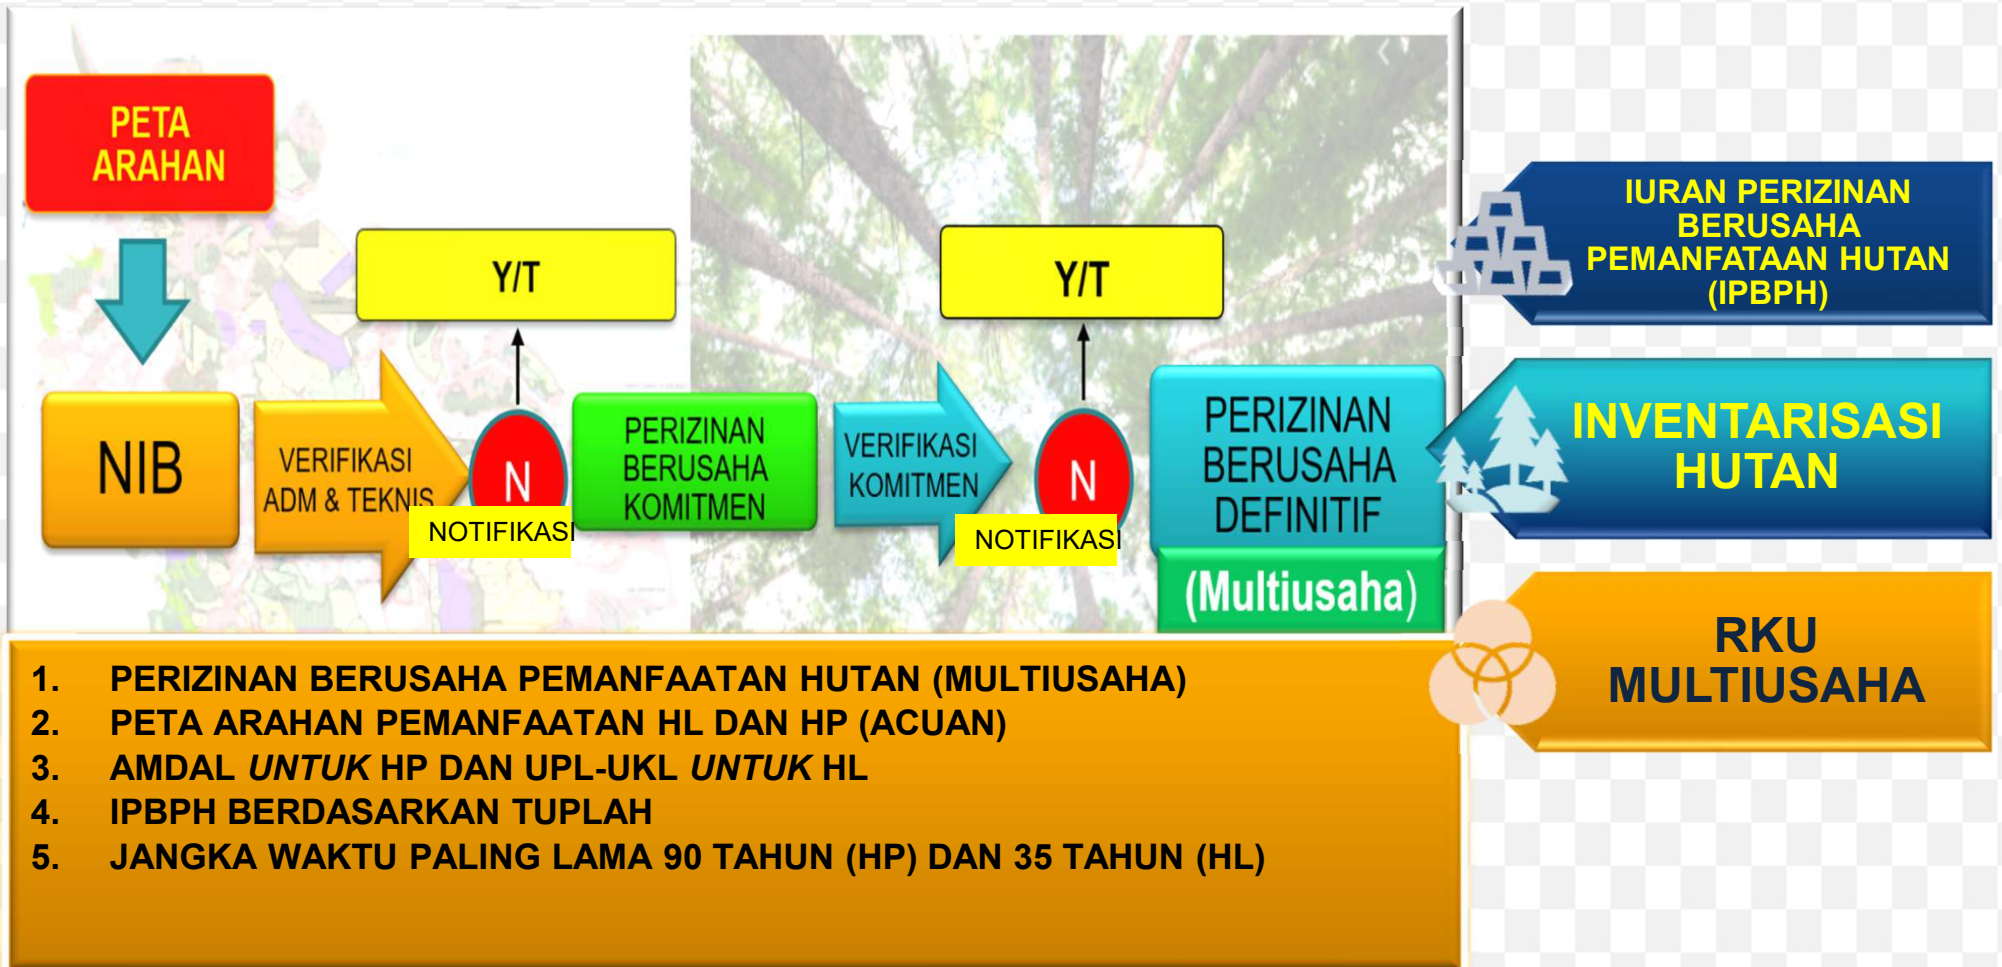 PETA
ARAHAN
Y/T
Y/T
NIB
VERIFIKASI
ADM & TEKNIS
N
NOTIFIKASI
PERIZINAN
BERUSAHA
KOMITMEN
VERIFIKASI
KOMITMEN
N
NOTIFIKASI
PERIZINAN
BERUSAHA
DEFINITIF
(Multiusaha)
IURAN PERIZINAN
BERUSAHA
PEMANFATAAN HUTAN
(IPBPH)
INVENTARISASI
HUTAN
RKU
MULTIUSAHA
1. PERIZINAN BERUSAHA PEMANFAATAN HUTAN (MULTIUSAHA)
2. PETA ARAHAN PEMANFAATAN HL DAN HP (ACUAN)
3. AMDAL UNTUK HP DAN UPL-UKL UNTUK HL
4. IPBPH BERDASARKAN TUPLAH
5. JANGKA WAKTU PALING LAMA 90 TAHUN (HP) DAN 35 TAHUN (HL)